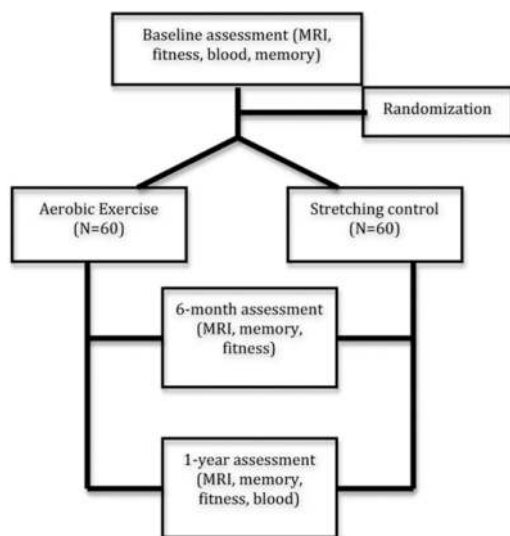 Baseline assessment (MRI,
fitness, blood, memory)
Randomization
Aerobic Exercise
(N=60)
Stretching control
(N=60)
6-month assessment
(MRI, memory,
fitness)
1-year assessment
(MRI, memory,
fitness, blood)